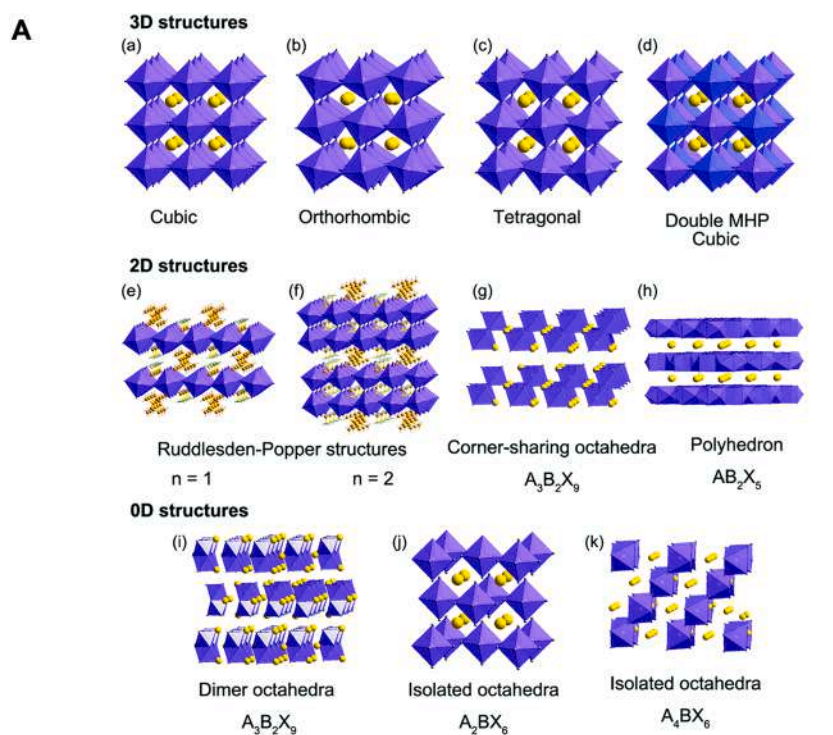 A
3D structures
(a) (b) (c) (d)
Cubic Orthorhombic Tetragonal Double MHP
Cubic
2D structures
(e) (f) (g) (h)
Ruddlesden-Popper structures Corner-sharing octahedra Polyhedron
n = 1 n = 2 A₃B₂X₉ AB₂X₅
0D structures
(i) (j) (k)
Dimer octahedra Isolated octahedra Isolated octahedra
A₃B₂X₉ A₂BX₆ A₄BX₆